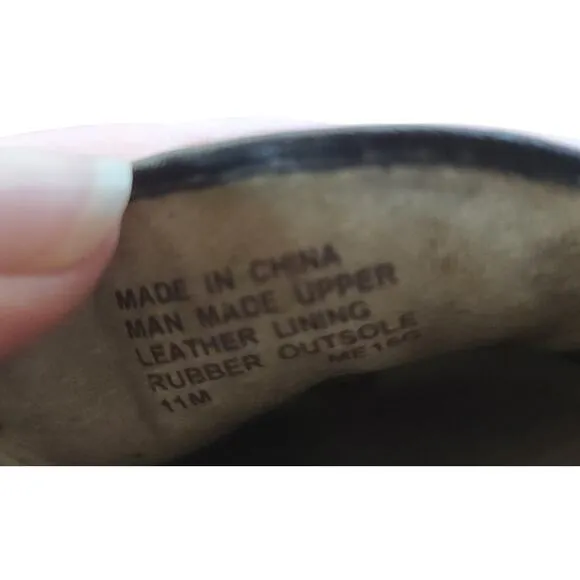 MADE IN CHINA
MAN MADE UPPER
LEATHER LINING
RUBBER OUTSOLE
11M